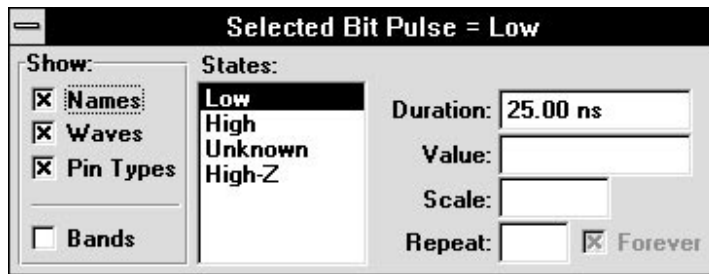 Selected Bit Pulse = Low
Show:
Names
Waves
Pin Types
Bands
States:
Low
High
Unknown
High-Z
Duration: 25.00 ns
Value:
Scale:
Repeat:
Forever